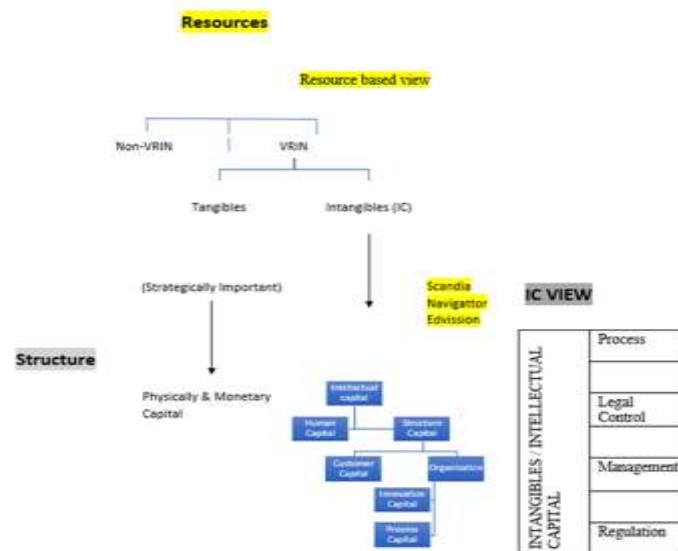 Resources
Resource based view
Non-VRIN
VRIN
Tangibles
Intangibles (IC)
(Strategically Important)
Scandia
Navigattor
Edvission
IC VIEW
Structure
Physically & Monetary
Capital
Intellectual
capital
Human
Capital
Structure
Capital
Customer
Capital
Organisation
Innovation
Capital
Process
Capital
INTANGIBLES / INTELLECTUAL
CAPITAL
Process
Legal
Control
Management
Regulation